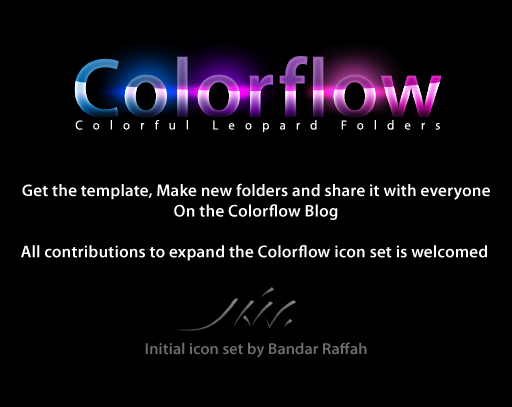 Colorflow
Colorful Leopard Folders
Get the template, Make new folders and share it with everyone
On the Colorflow Blog
All contributions to expand the Colorflow icon set is welcomed
Initial icon set by Bandar Raffah